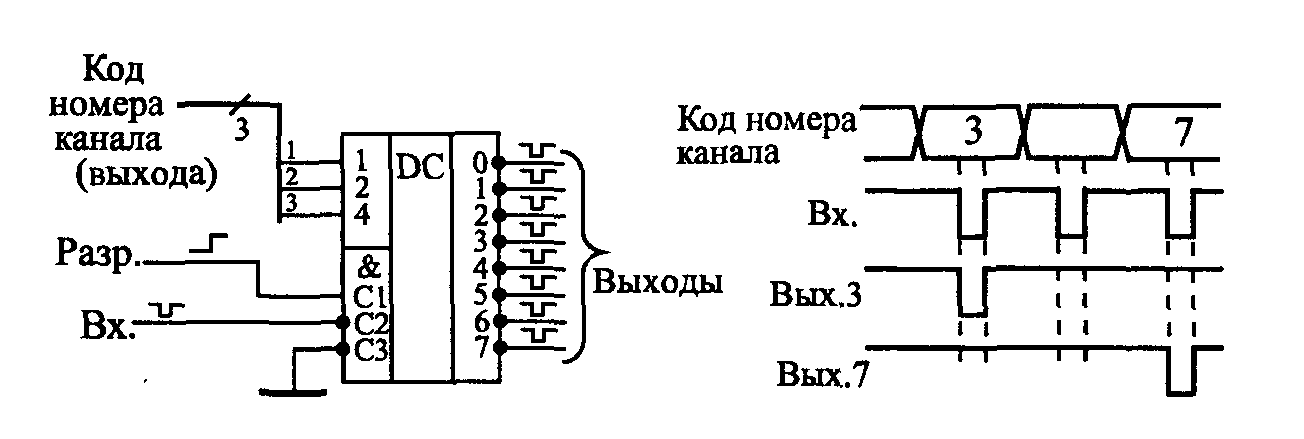 Код
номера
канала
(выхода)
3
1
2
3
1
2
4
DC
0
1
2
3
4
5
6
7
&
C1
C2
C3
Разр.
Вх.
Выходы
Код номера
канала
3
7
Вх.
Вых.3
Вых.7